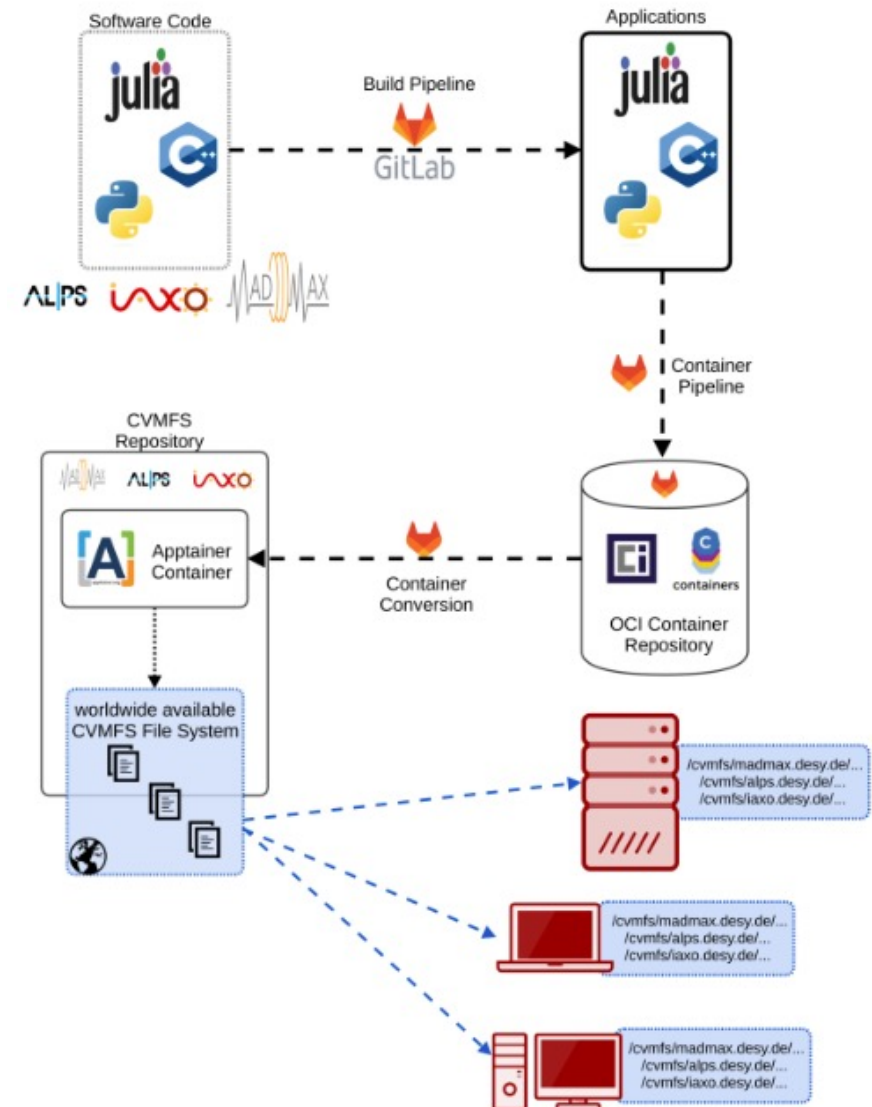 Software Code
julia
C++
ALPS
iAXO
MADMAX
Build Pipeline
GitLab
Applications
julia
C++
Container
Pipeline
CVMFS
Repository
MADMAX
ALPS
iAXO
[A]
Apptainer
Container
Container
Conversion
Ci
C
containers
OCI Container
Repository
worldwide available
CVMFS File System
/cvmfs/madmax.desy.de/...
/cvmfs/alps.desy.de/...
/cvmfs/iaxo.desy.de/...
/cvmfs/madmax.desy.de/...
/cvmfs/alps.desy.de/...
/cvmfs/iaxo.desy.de/...
/cvmfs/madmax.desy.de/...
/cvmfs/alps.desy.de/...
/cvmfs/iaxo.desy.de/...